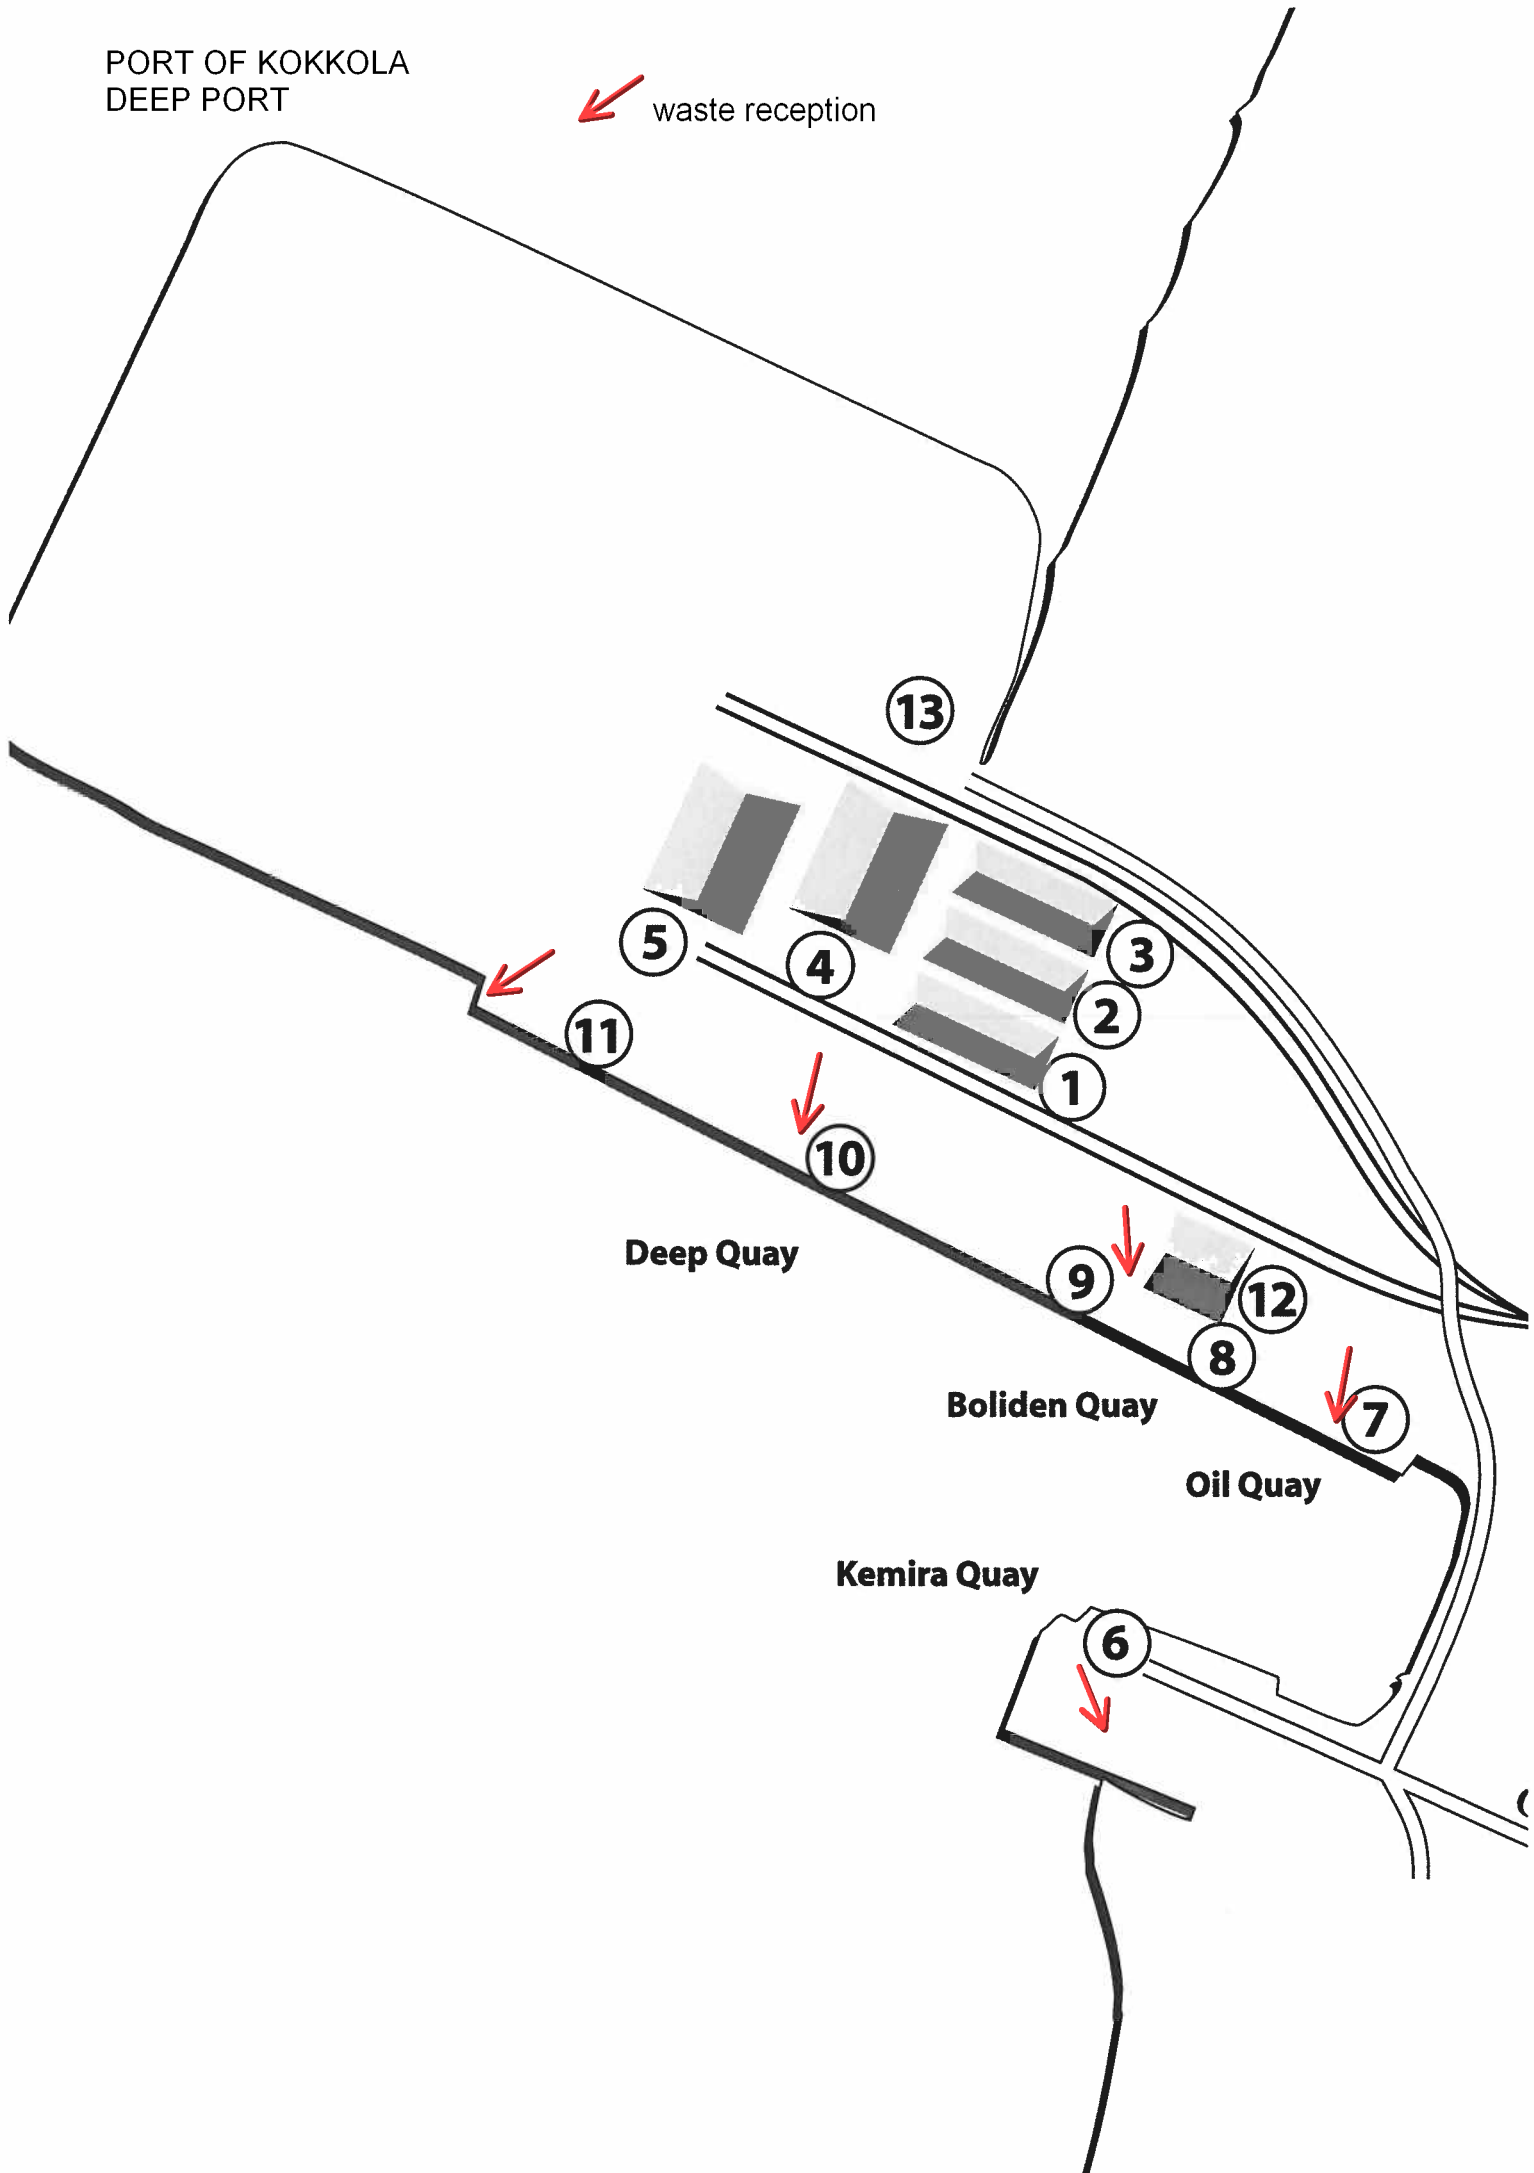 PORT OF KOKKOLA
DEEP PORT
waste reception
13
5
4
3
2
1
11
10
Deep Quay
9
12
8
Boliden Quay
7
Oil Quay
Kemira Quay
6